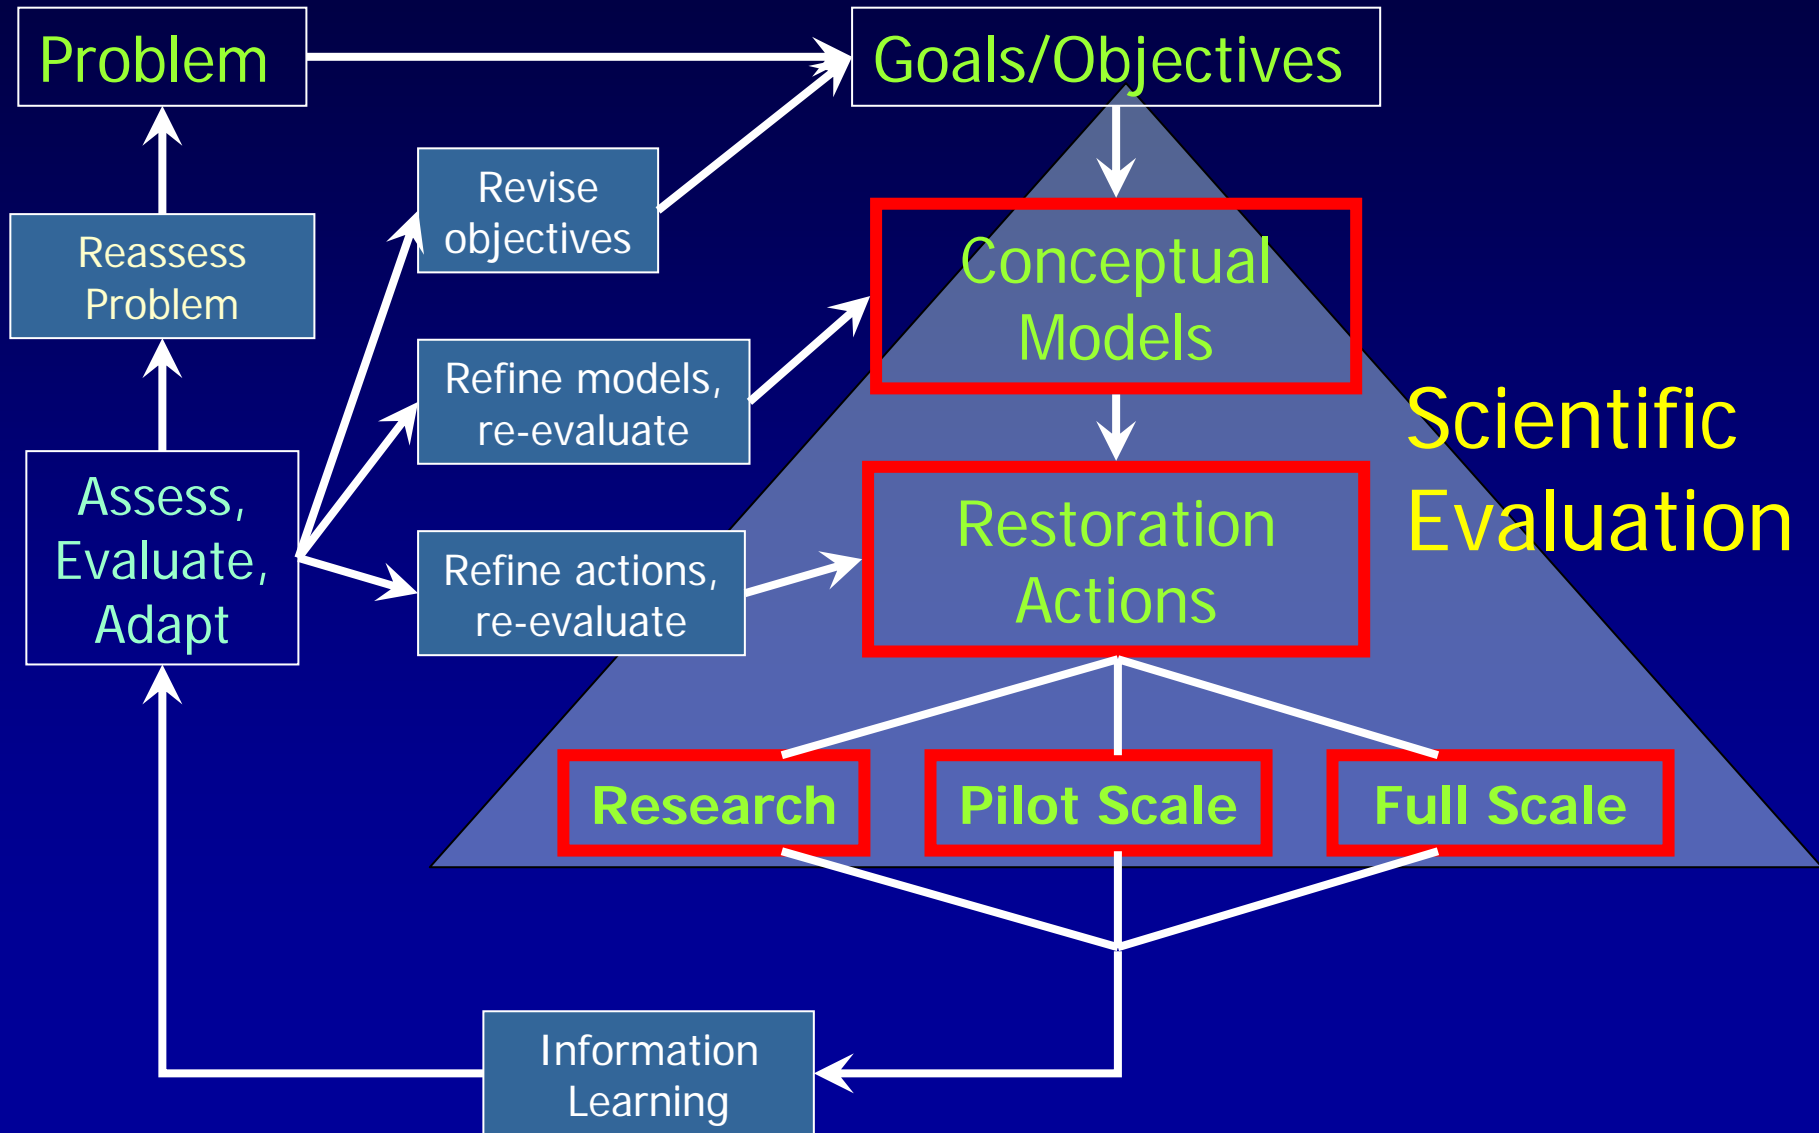 Problem
Goals/Objectives
Revise
objectives
Reassess
Problem
Conceptual
Models
Refine models,
re-evaluate
Scientific
Evaluation
Assess,
Evaluate,
Adapt
Restoration
Actions
Refine actions,
re-evaluate
Research
Pilot Scale
Full Scale
Information
Learning